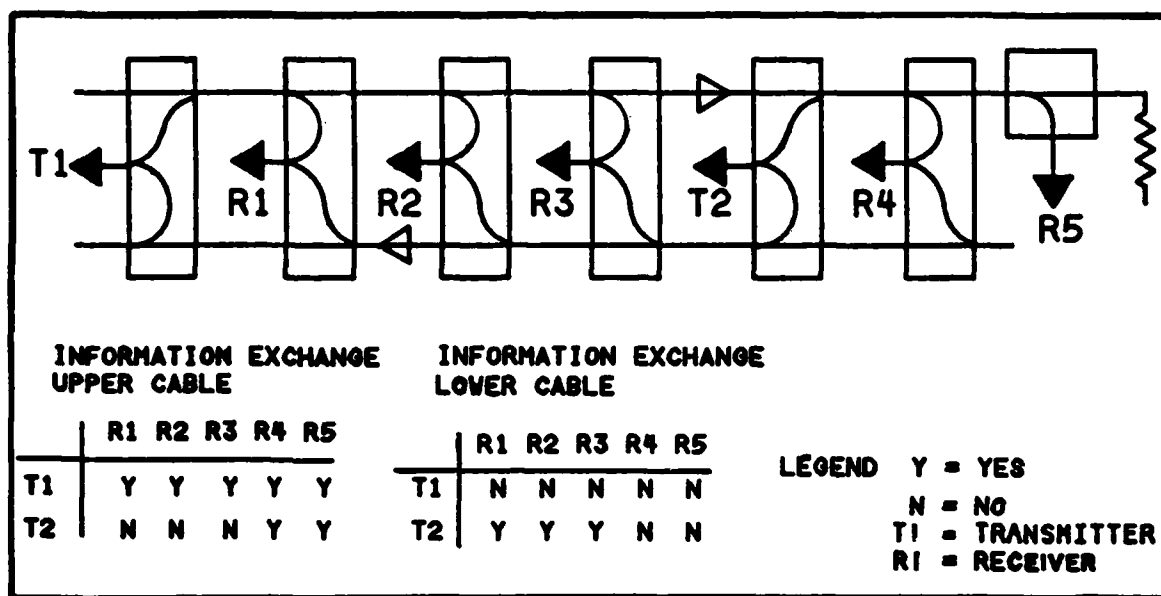 T1 R1 R2 R3 T2 R4 R5
INFORMATION EXCHANGE
UPPER CABLE
R1 R2 R3 R4 R5
T1 Y Y Y Y Y
T2 N N N Y Y
INFORMATION EXCHANGE
LOWER CABLE
R1 R2 R3 R4 R5
T1 N N N N N
T2 Y Y Y N N
LEGEND Y = YES
N = NO
TI = TRANSMITTER
RI = RECEIVER